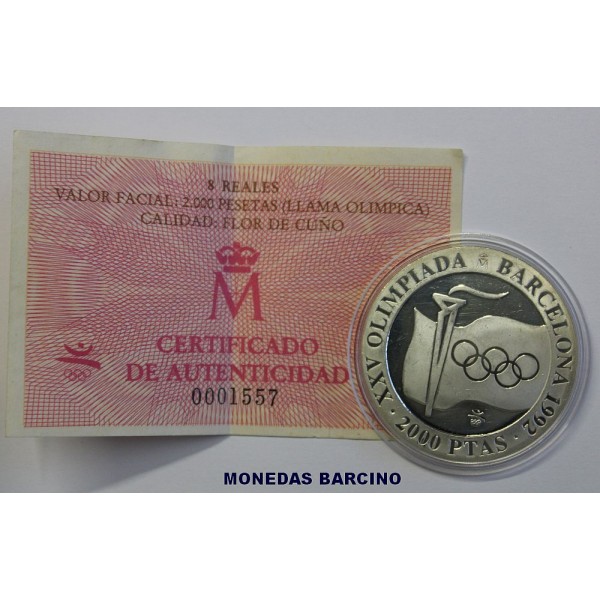 8 REALES
VALOR FACIAL: 2.000 PESETAS (LLAMA OLIMPICA)
CALIDAD: FLOR DE CUÑO
M
CERTIFICADO
DE AUTENTICIDAD
0001557
XXV OLIMPIADA M BARCELONA 1992
· 2000 PTAS ·
MONEDAS BARCINO